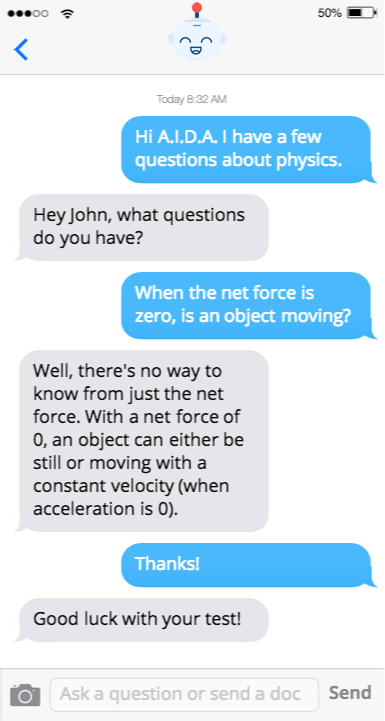 50%
Today 8:32 AM
Hi A.I.D.A. I have a few
questions about physics.
Hey John, what questions
do you have?
When the net force is
zero, is an object moving?
Well, there's no way to
know from just the net
force. With a net force of
0, an object can either be
still or moving with a
constant velocity (when
acceleration is 0).
Thanks!
Good luck with your test!
Ask a question or send a doc
Send